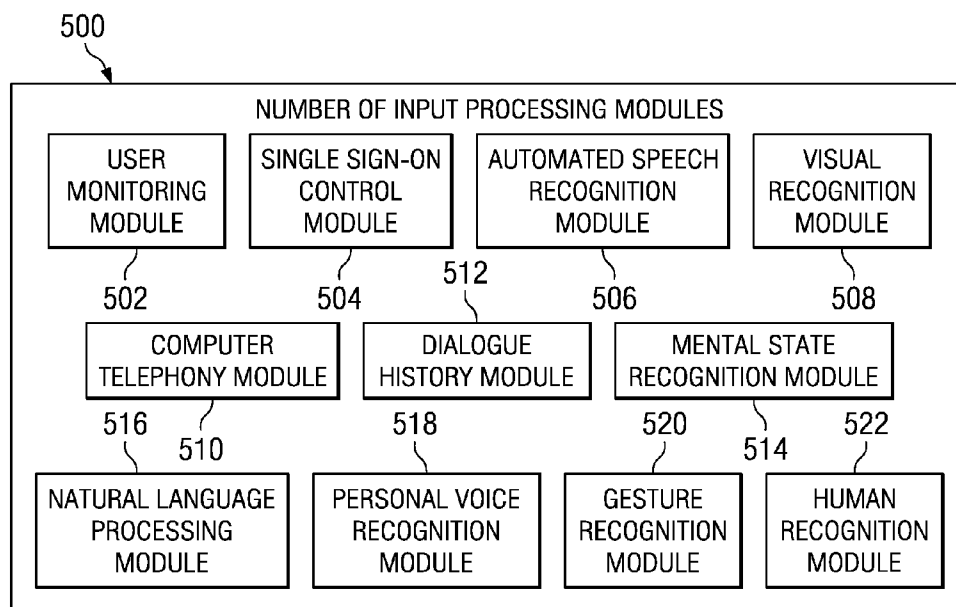 500
NUMBER OF INPUT PROCESSING MODULES
USER
MONITORING
MODULE
SINGLE SIGN-ON
CONTROL
MODULE
AUTOMATED SPEECH
RECOGNITION
MODULE
VISUAL
RECOGNITION
MODULE
502
504
512
506
508
COMPUTER
TELEPHONY MODULE
DIALOGUE
HISTORY MODULE
MENTAL STATE
RECOGNITION MODULE
516
510
518
520
514
522
NATURAL LANGUAGE
PROCESSING
MODULE
PERSONAL VOICE
RECOGNITION
MODULE
GESTURE
RECOGNITION
MODULE
HUMAN
RECOGNITION
MODULE